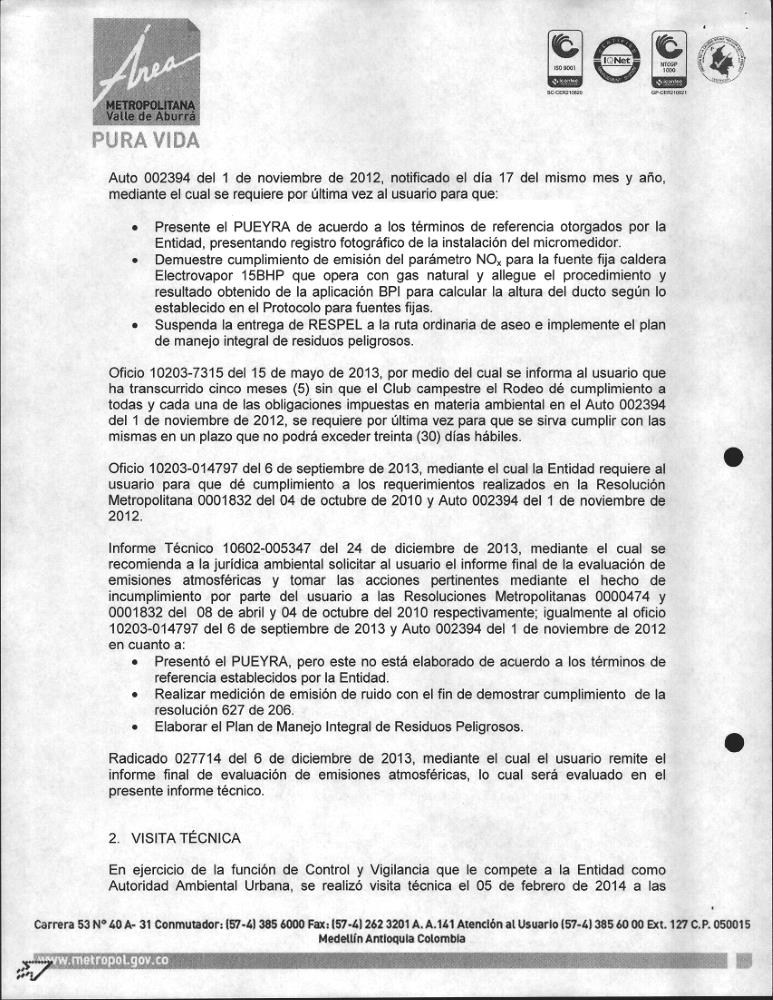 Área
METROPOLITANA
Valle de Aburrá
PURA VIDA
ISO 9001
icontec
SC-CER210820
CERTIFIED
IQNet
MANAGEMENT SYSTEM
NTCGP
1000
icontec
GP-CER210821
Auto 002394 del 1 de noviembre de 2012, notificado el día 17 del mismo mes y año,
mediante el cual se requiere por última vez al usuario para que:
• Presente el PUEYRA de acuerdo a los términos de referencia otorgados por la
Entidad, presentando registro fotográfico de la instalación del micromedidor.
• Demuestre cumplimiento de emisión del parámetro NOx para la fuente fija caldera
Electrovapor 15BHP que opera con gas natural y allegue el procedimiento y
resultado obtenido de la aplicación BPI para calcular la altura del ducto según lo
establecido en el Protocolo para fuentes fijas.
• Suspenda la entrega de RESPEL a la ruta ordinaria de aseo e implemente el plan
de manejo integral de residuos peligrosos.
Oficio 10203-7315 del 15 de mayo de 2013, por medio del cual se informa al usuario que
ha transcurrido cinco meses (5) sin que el Club campestre el Rodeo dé cumplimiento a
todas y cada una de las obligaciones impuestas en materia ambiental en el Auto 002394
del 1 de noviembre de 2012, se requiere por última vez para que se sirva cumplir con las
mismas en un plazo que no podrá exceder treinta (30) días hábiles.
Oficio 10203-014797 del 6 de septiembre de 2013, mediante el cual la Entidad requiere al
usuario para que dé cumplimiento a los requerimientos realizados en la Resolución
Metropolitana 0001832 del 04 de octubre de 2010 y Auto 002394 del 1 de noviembre de
2012.
Informe Técnico 10602-005347 del 24 de diciembre de 2013, mediante el cual se
recomienda a la jurídica ambiental solicitar al usuario el informe final de la evaluación de
emisiones atmosféricas y tomar las acciones pertinentes mediante el hecho de
incumplimiento por parte del usuario a las Resoluciones Metropolitanas 0000474 y
0001832 del 08 de abril y 04 de octubre del 2010 respectivamente; igualmente al oficio
10203-014797 del 6 de septiembre de 2013 y Auto 002394 del 1 de noviembre de 2012
en cuanto a:
• Presentó el PUEYRA, pero este no está elaborado de acuerdo a los términos de
referencia establecidos por la Entidad.
• Realizar medición de emisión de ruido con el fin de demostrar cumplimiento de la
resolución 627 de 206.
• Elaborar el Plan de Manejo Integral de Residuos Peligrosos.
Radicado 027714 del 6 de diciembre de 2013, mediante el cual el usuario remite el
informe final de evaluación de emisiones atmosféricas, lo cual será evaluado en el
presente informe técnico.
2. VISITA TÉCNICA
En ejercicio de la función de Control y Vigilancia que le compete a la Entidad como
Autoridad Ambiental Urbana, se realizó visita técnica el 05 de febrero de 2014 a las
Carrera 53 N° 40 A- 31 Conmutador: (57-4) 385 6000 Fax: (57-4) 262 3201 A. A.141 Atención al Usuario (57-4) 385 60 00 Ext. 127 C.P. 050015
Medellín Antioquia Colombia
www.metropol.gov.co